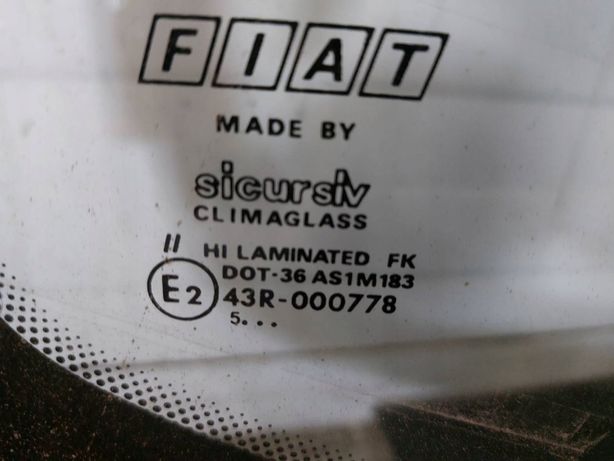 FIAT
MADE BY
sicursiv
CLIMAGLASS
II HI LAMINATED FK
DOT-36 AS1M183
E2 43R-000778
5...